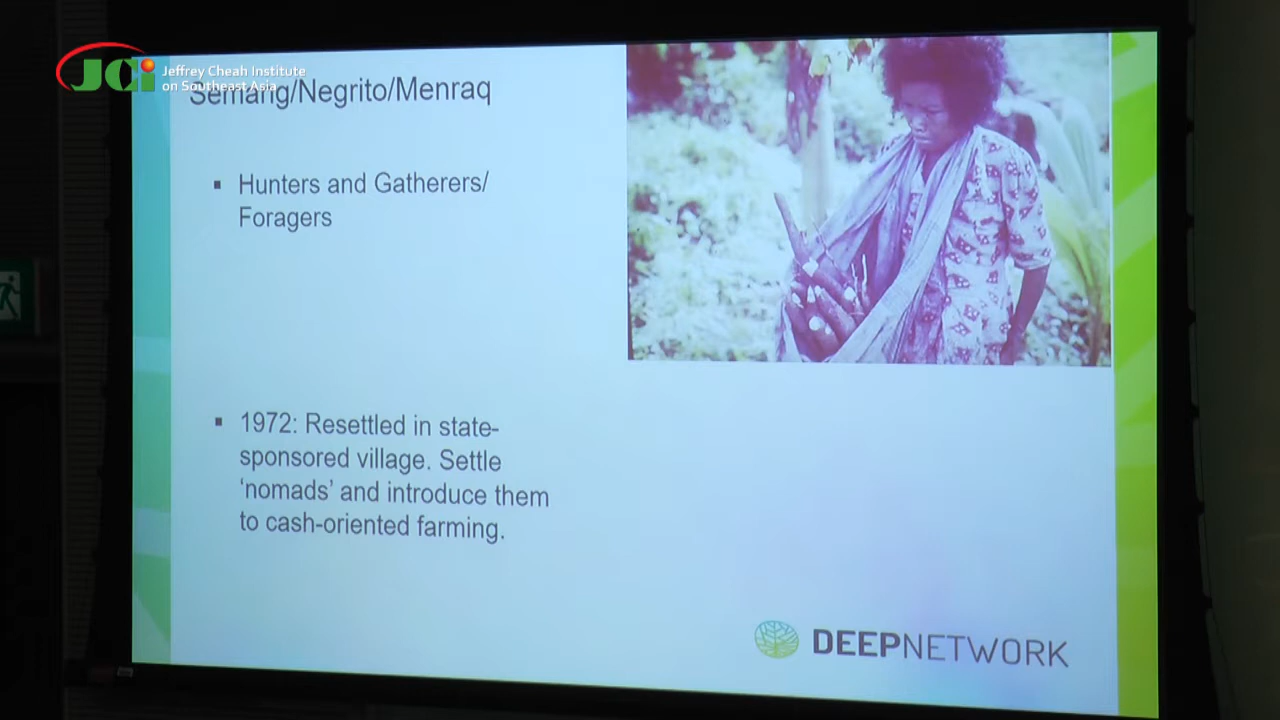 JCi Jeffrey Cheah Institute
on Southeast Asia
Semang/Negrito/Menraq
▪ Hunters and Gatherers/
Foragers
▪ 1972: Resettled in state-
sponsored village. Settle
‘nomads’ and introduce them
to cash-oriented farming.
DEEPNETWORK